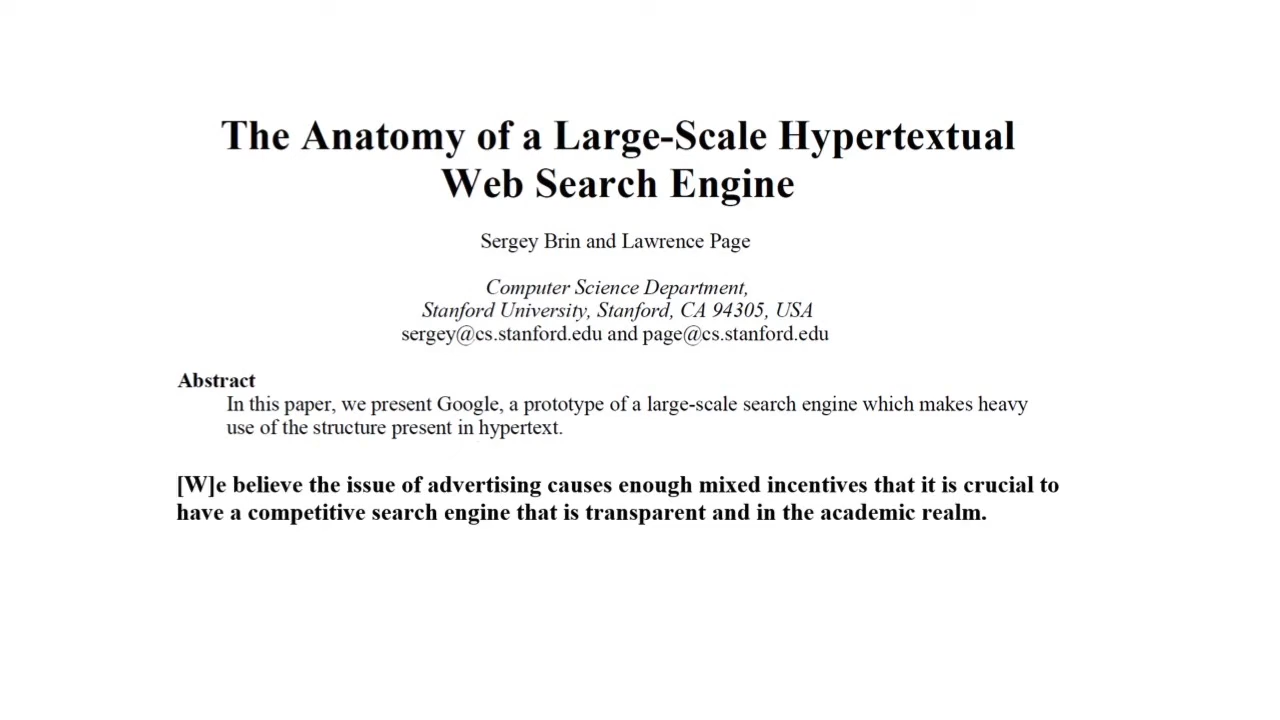 The Anatomy of a Large-Scale Hypertextual
Web Search Engine
Sergey Brin and Lawrence Page
Computer Science Department,
Stanford University, Stanford, CA 94305, USA
sergey@cs.stanford.edu and page@cs.stanford.edu
Abstract
In this paper, we present Google, a prototype of a large-scale search engine which makes heavy
use of the structure present in hypertext.
[W]e believe the issue of advertising causes enough mixed incentives that it is crucial to
have a competitive search engine that is transparent and in the academic realm.